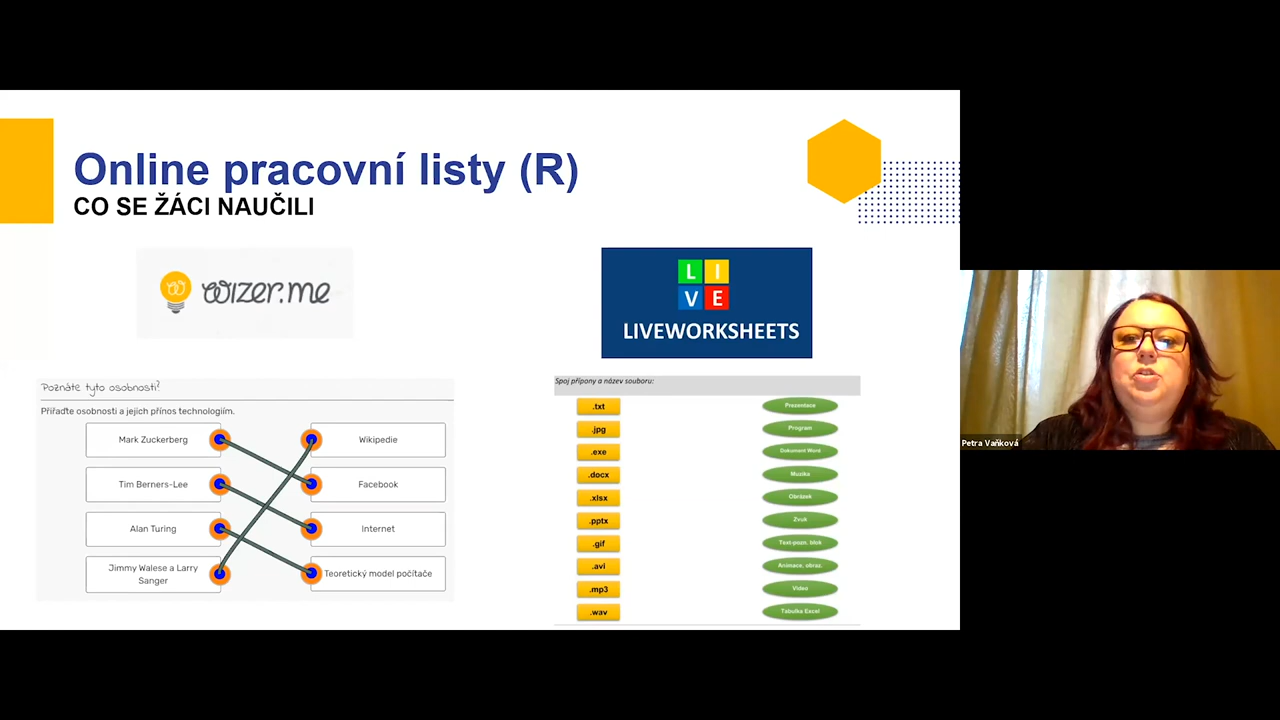 Online pracovní listy (R)
CO SE ŽÁCI NAUČILI
wizer.me
L I
V E
LIVEWORKSHEETS
Poznáte tyto osobnosti?
Přiřaďte osobnosti a jejich přínos technologiím.
Mark Zuckerberg
Wikipedie
Tim Berners-Lee
Facebook
Alan Turing
Internet
Jimmy Walese a Larry
Sanger
Teoretický model počítače
Spoj přípony a název souboru:
.txt
Prezentace
.jpg
Program
.exe
Dokument Word
.docx
Muzika
.xlsx
Obrázek
.pptx
Zvuk
.gif
Text-pozn. blok
.avi
Animace, obraz.
.mp3
Video
.wav
Tabulka Excel
Petra Vaňková